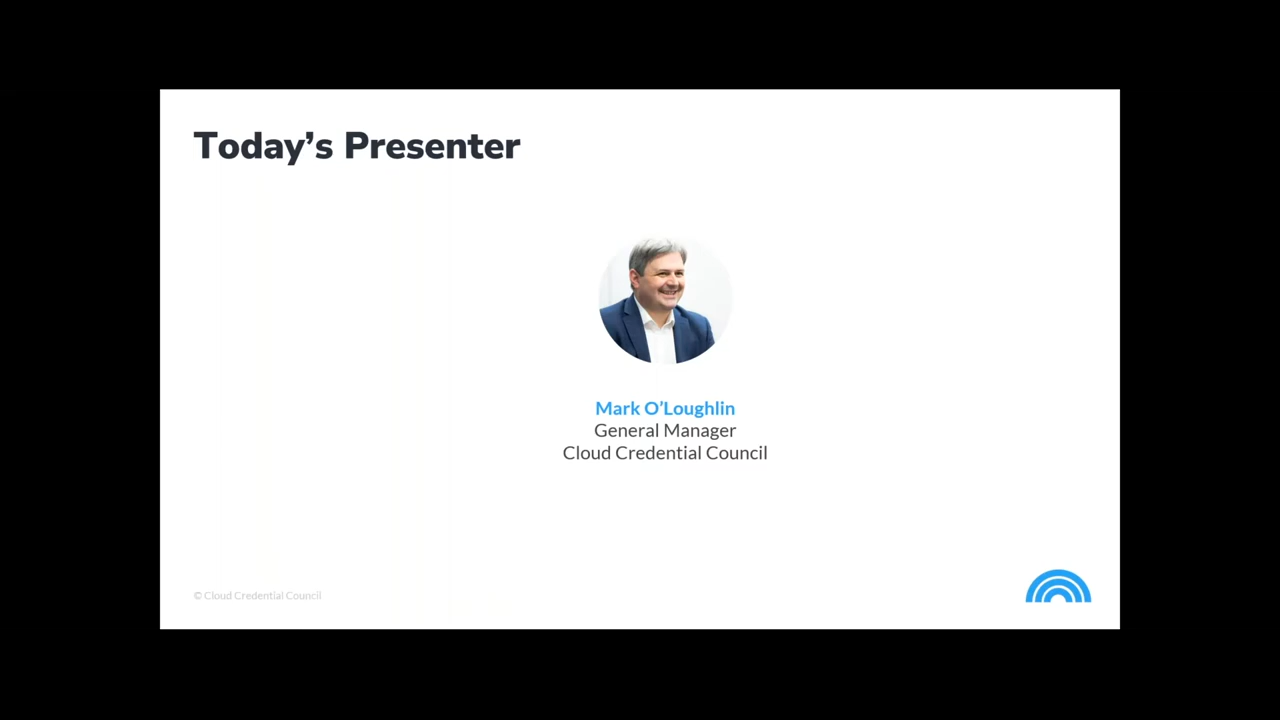 Today’s Presenter
Mark O’Loughlin
General Manager
Cloud Credential Council
© Cloud Credential Council